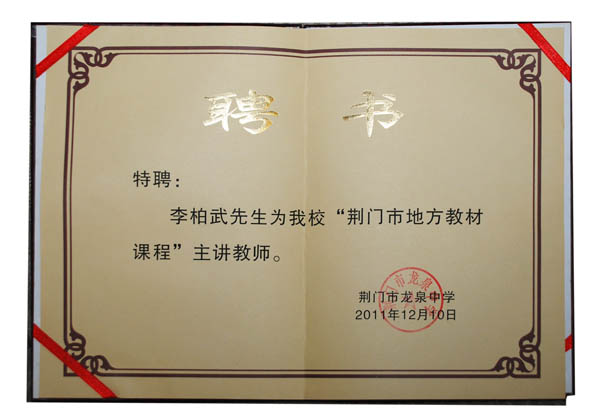 聘书
特聘：
李柏武先生为我校“荆门市地方教材
课程”主讲教师。
荆门市龙泉中学
2011年12月10日